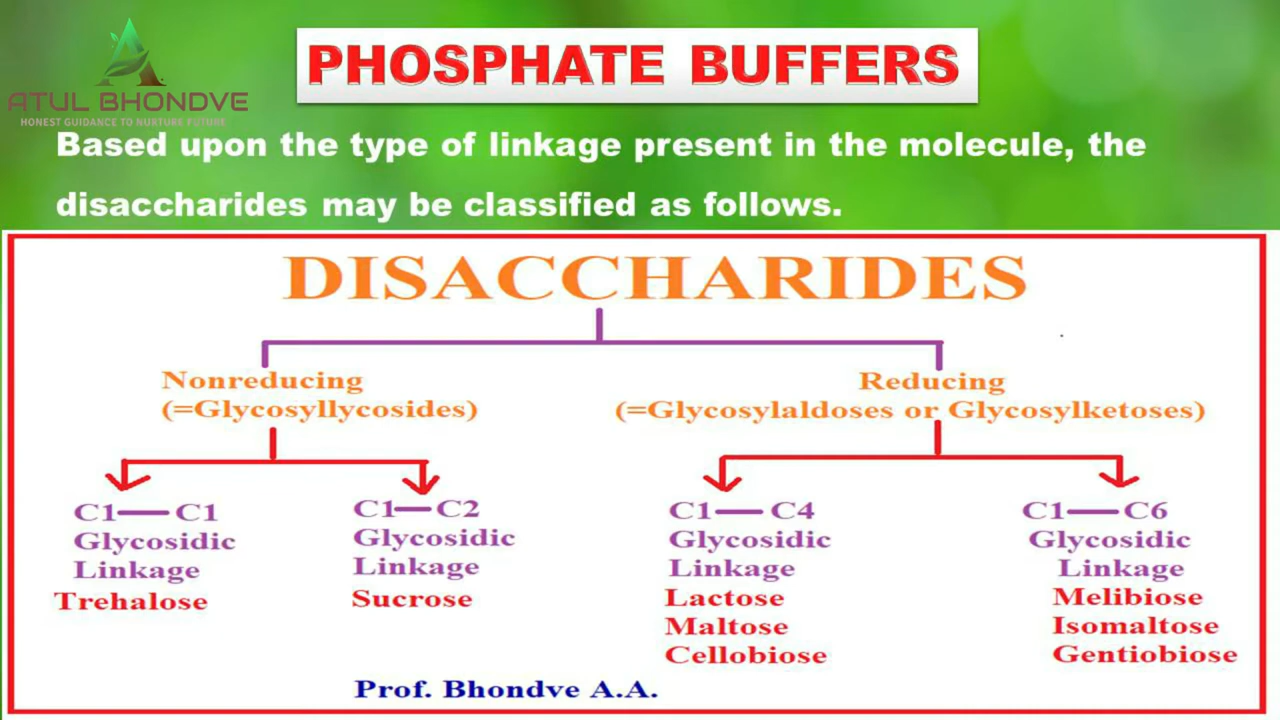 PHOSPHATE BUFFERS
ATUL BHONDVE
HONEST GUIDANCE TO NURTURE FUTURE
Based upon the type of linkage present in the molecule, the
disaccharides may be classified as follows.
DISACCHARIDES
Nonreducing
(=Glycosyllycosides)
Reducing
(=Glycosylaldoses or Glycosylketoses)
C1—C1
Glycosidic
Linkage
Trehalose
C1—C2
Glycosidic
Linkage
Sucrose
C1—C4
Glycosidic
Linkage
Lactose
Maltose
Cellobiose
C1—C6
Glycosidic
Linkage
Melibiose
Isomaltose
Gentiobiose
Prof. Bhondve A.A.